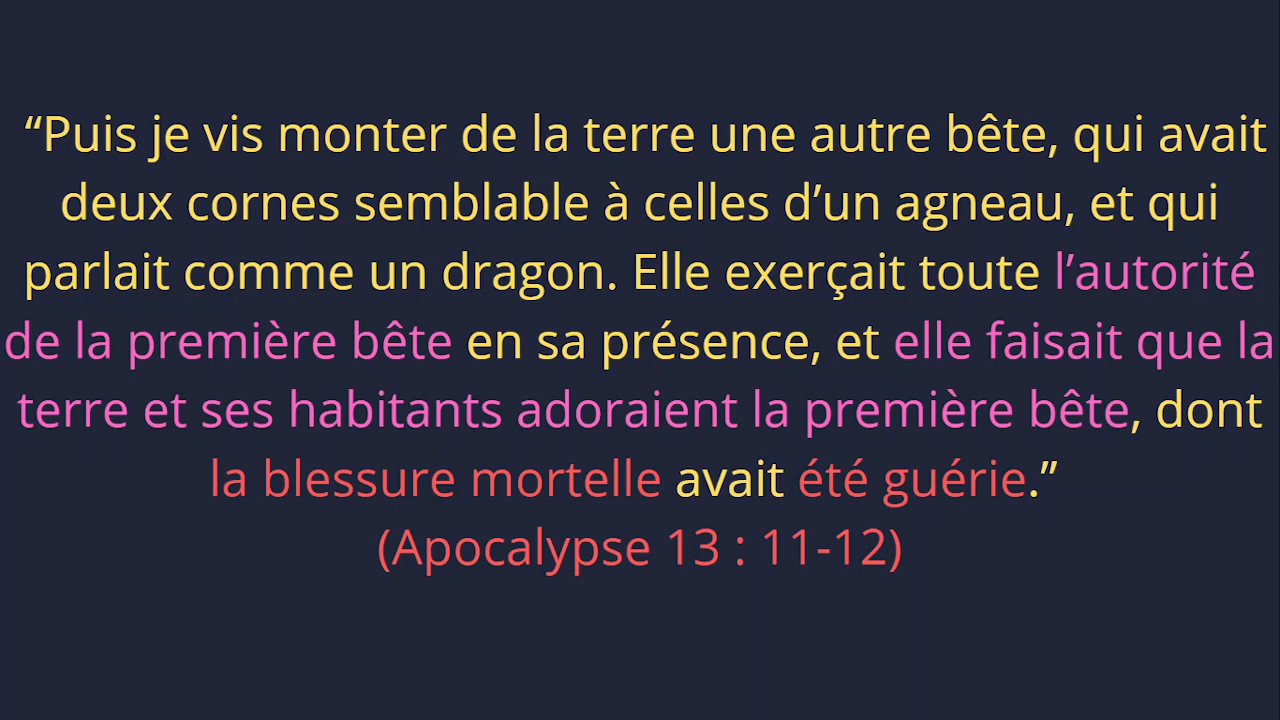 “Puis je vis monter de la terre une autre bête, qui avait
deux cornes semblable à celles d’un agneau, et qui
parlait comme un dragon. Elle exerçait toute l’autorité
de la première bête en sa présence, et elle faisait que la
terre et ses habitants adoraient la première bête, dont
la blessure mortelle avait été guérie.”
(Apocalypse 13 : 11-12)